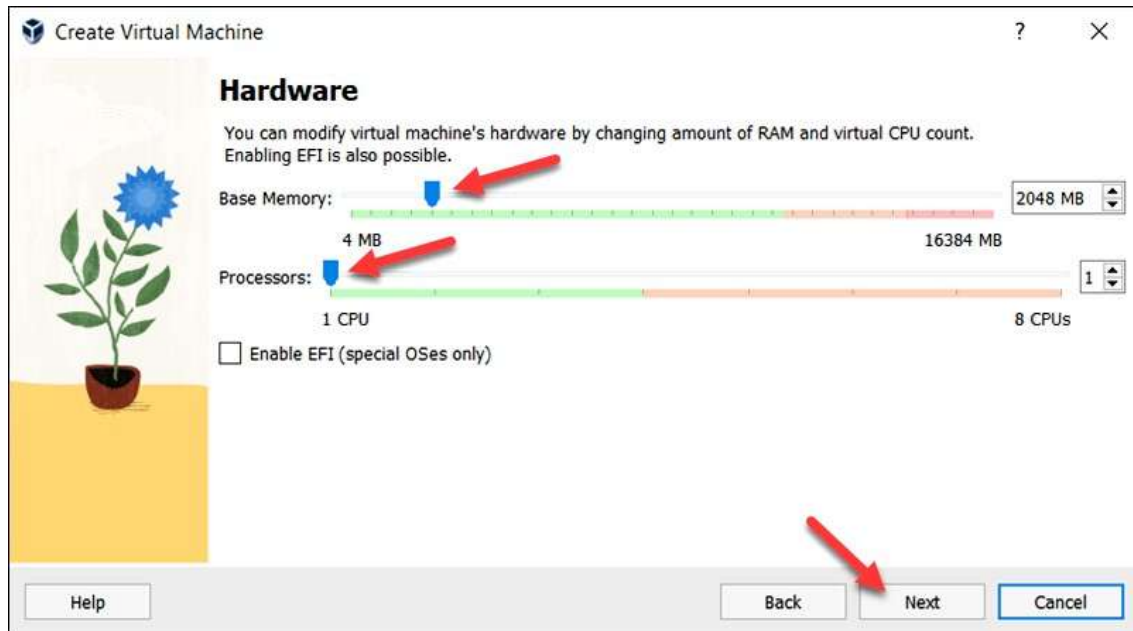 Create Virtual Machine
?
Hardware
You can modify virtual machine's hardware by changing amount of RAM and virtual CPU count.
Enabling EFI is also possible.
Base Memory:
2048 MB
4 MB
16384 MB
Processors:
1
1 CPU
8 CPUs
Enable EFI (special OSes only)
Help
Back
Next
Cancel